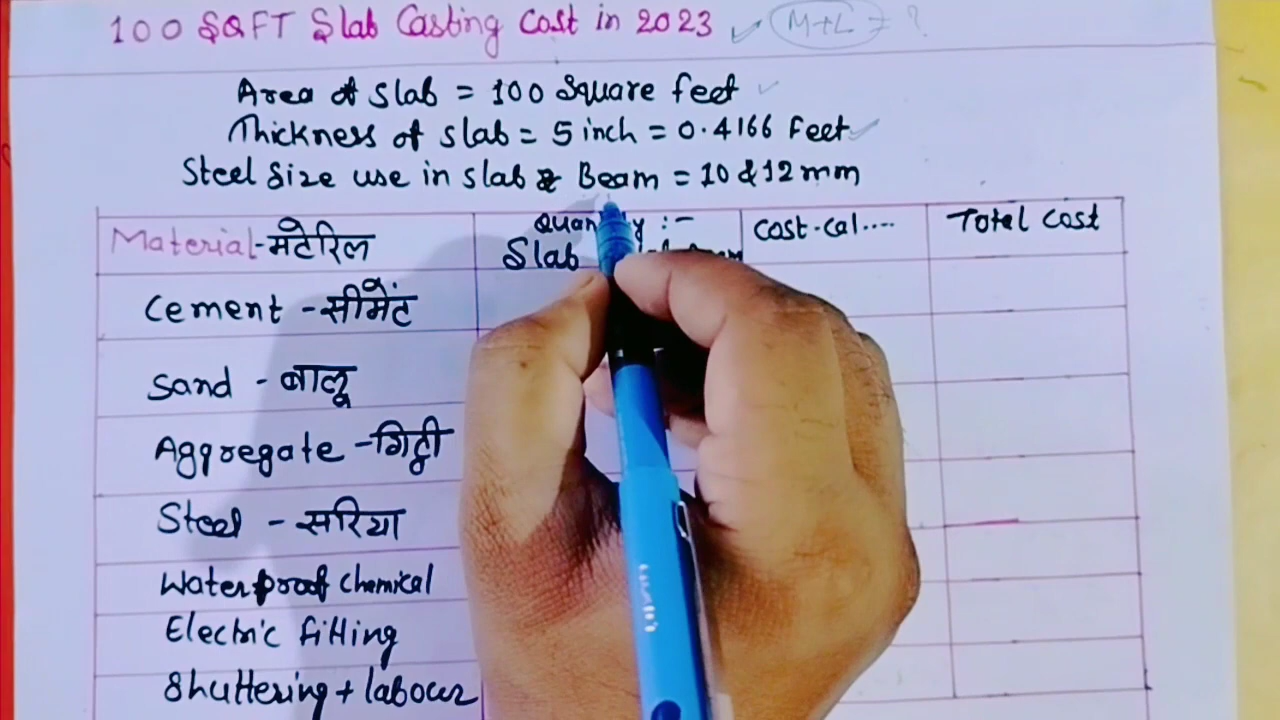 100 SQFT Slab Casting Cost in 2023 M+L = ?
Area of slab = 100 Square feet
Thickness of slab = 5 inch = 0.4166 Feet
Steel Size use in slab & Beam = 10 & 12 mm
Material-मटेरिल :- Cost-cal.... Total Cost
Slab
Cement - सीमेंट
Sand - बालू
Aggregate - गिट्टी
Steel - सरिया
Waterproof chemical
Electric fitting
Shuttering + labour